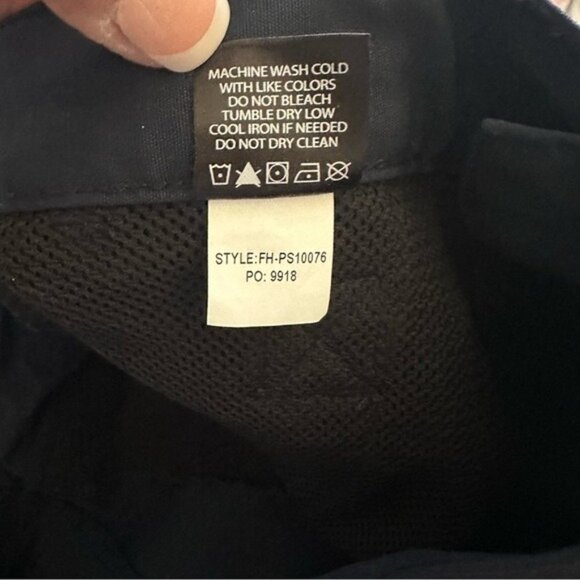 MACHINE WASH COLD
WITH LIKE COLORS
DO NOT BLEACH
TUMBLE DRY LOW
COOL IRON IF NEEDED
DO NOT DRY CLEAN
STYLE:FH-PS10076
PO: 9918